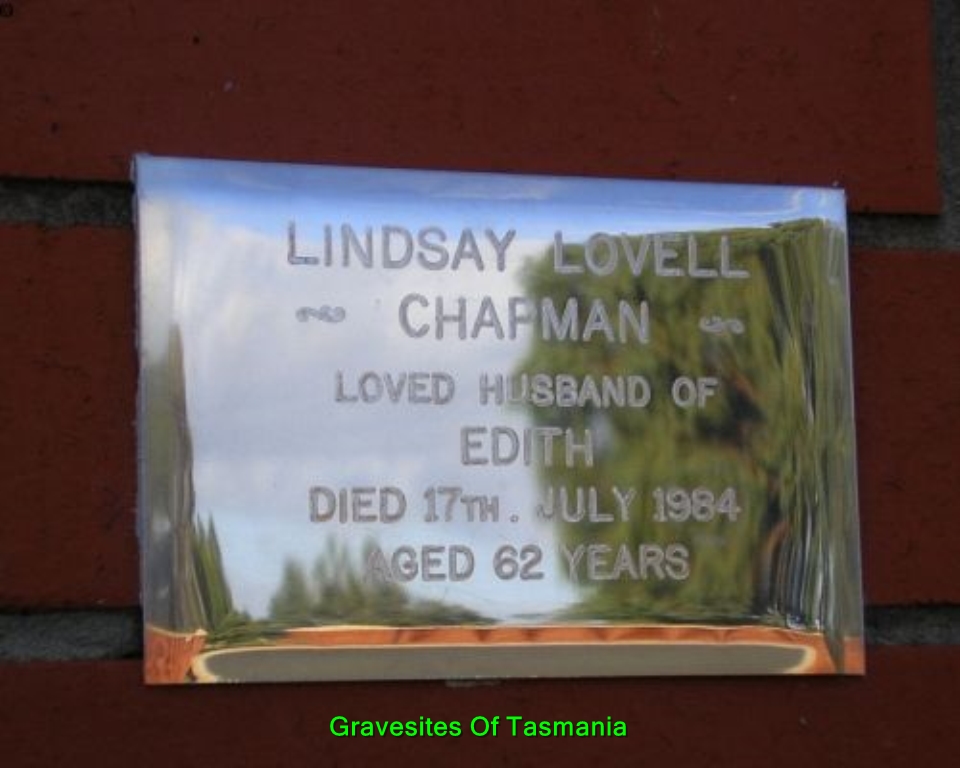 LINDSAY LOVELL
~ CHAPMAN ~
LOVED HUSBAND OF
EDITH
DIED 17TH. JULY 1984
AGED 62 YEARS
Gravesites Of Tasmania